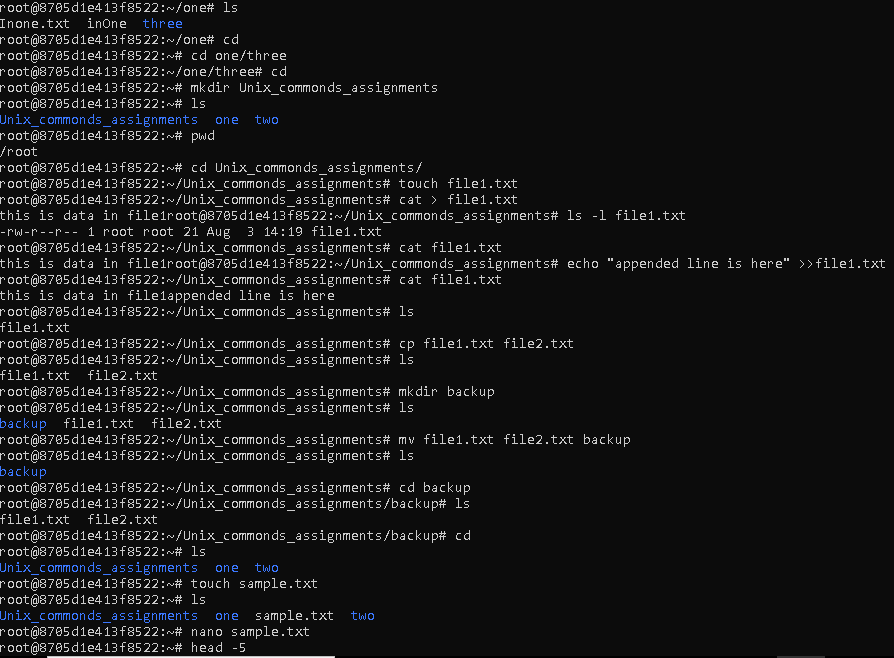 root@8705d1e413f8522:~/one# ls
Inone.txt  inOne  three
root@8705d1e413f8522:~/one# cd
root@8705d1e413f8522:~# cd one/three
root@8705d1e413f8522:~/one/three# cd
root@8705d1e413f8522:~# mkdir Unix_commonds_assignments
root@8705d1e413f8522:~# ls
Unix_commonds_assignments  one  two
root@8705d1e413f8522:~# pwd
/root
root@8705d1e413f8522:~# cd Unix_commonds_assignments/
root@8705d1e413f8522:~/Unix_commonds_assignments# touch file1.txt
root@8705d1e413f8522:~/Unix_commonds_assignments# cat > file1.txt
this is data in file1root@8705d1e413f8522:~/Unix_commonds_assignments# ls -l file1.txt
-rw-r--r-- 1 root root 21 Aug  3 14:19 file1.txt
root@8705d1e413f8522:~/Unix_commonds_assignments# cat file1.txt
this is data in file1root@8705d1e413f8522:~/Unix_commonds_assignments# echo "appended line is here" >>file1.txt
root@8705d1e413f8522:~/Unix_commonds_assignments# cat file1.txt
this is data in file1appended line is here
root@8705d1e413f8522:~/Unix_commonds_assignments# ls
file1.txt
root@8705d1e413f8522:~/Unix_commonds_assignments# cp file1.txt file2.txt
root@8705d1e413f8522:~/Unix_commonds_assignments# ls
file1.txt  file2.txt
root@8705d1e413f8522:~/Unix_commonds_assignments# mkdir backup
root@8705d1e413f8522:~/Unix_commonds_assignments# ls
backup  file1.txt  file2.txt
root@8705d1e413f8522:~/Unix_commonds_assignments# mv file1.txt file2.txt backup
root@8705d1e413f8522:~/Unix_commonds_assignments# ls
backup
root@8705d1e413f8522:~/Unix_commonds_assignments# cd backup
root@8705d1e413f8522:~/Unix_commonds_assignments/backup# ls
file1.txt  file2.txt
root@8705d1e413f8522:~/Unix_commonds_assignments/backup# cd
root@8705d1e413f8522:~# ls
Unix_commonds_assignments  one  two
root@8705d1e413f8522:~# touch sample.txt
root@8705d1e413f8522:~# ls
Unix_commonds_assignments  one  sample.txt  two
root@8705d1e413f8522:~# nano sample.txt
root@8705d1e413f8522:~# head -5